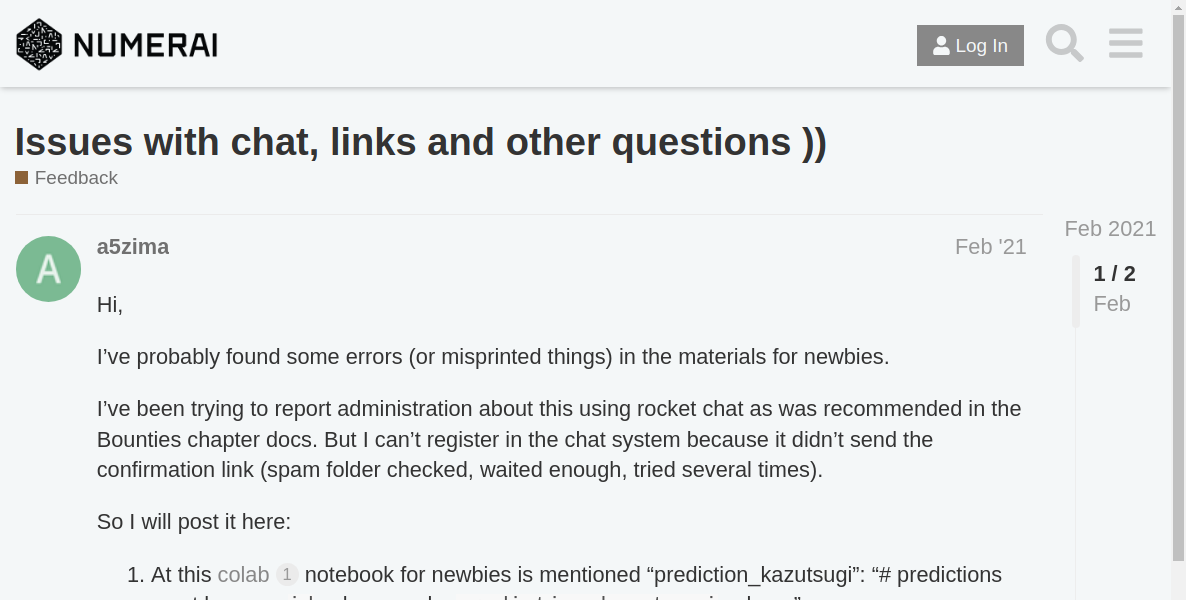 NUMERAI
Log In
Issues with chat, links and other questions ))
Feedback
a5zima
Feb '21
Feb 2021
1 / 2
Feb
A
Hi,
I’ve probably found some errors (or misprinted things) in the materials for newbies.
I’ve been trying to report administration about this using rocket chat as was recommended in the
Bounties chapter docs. But I can’t register in the chat system because it didn’t send the
confirmation link (spam folder checked, waited enough, tried several times).
So I will post it here:
1. At this colab 1 notebook for newbies is mentioned “prediction_kazutsugi”: “# predictions